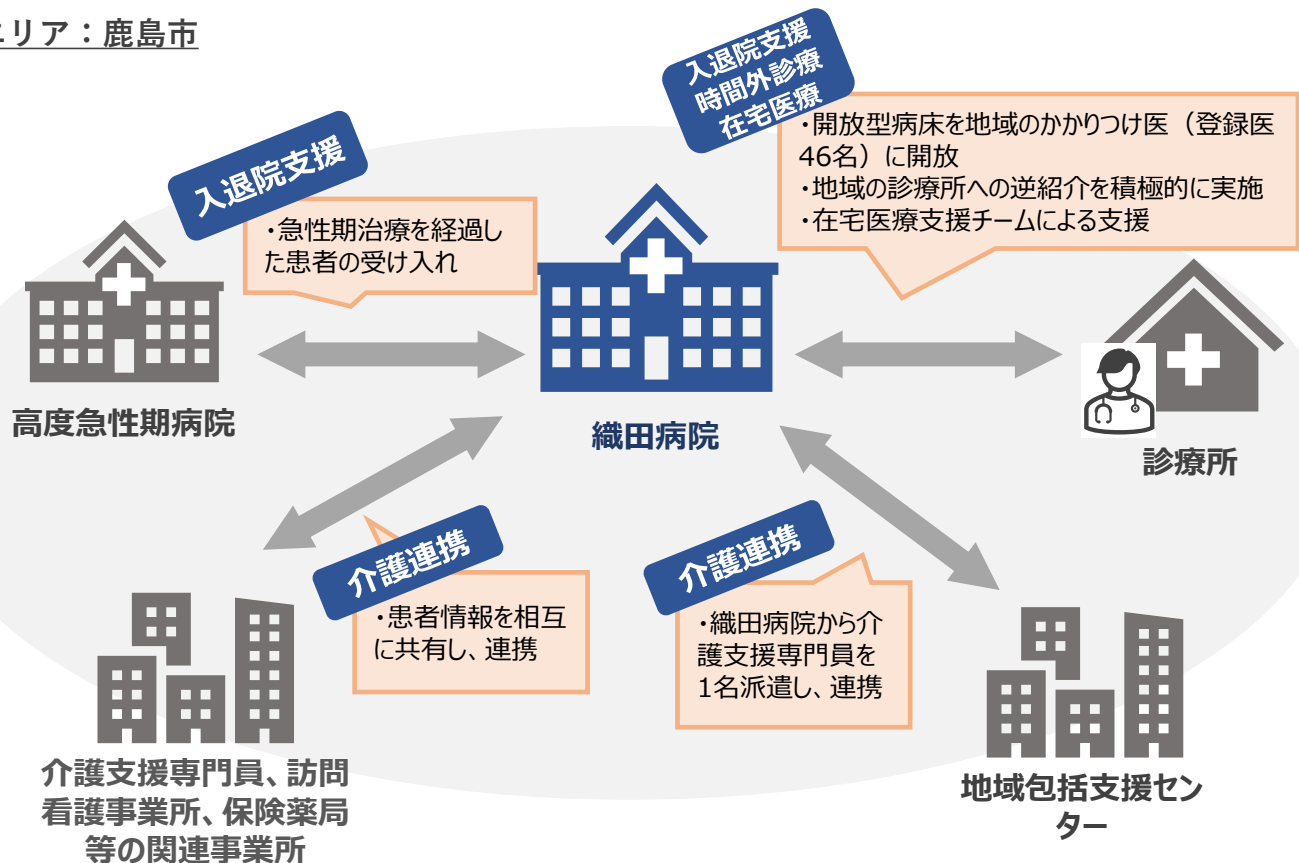 エリア：鹿島市
入退院支援
時間外診療
在宅医療
・開放型病床を地域のかかりつけ医（登録医
46名）に開放
・地域の診療所への逆紹介を積極的に実施
・在宅医療支援チームによる支援
入退院支援
・急性期治療を経過し
た患者の受け入れ
高度急性期病院
織田病院
診療所
介護連携
・患者情報を相互
に共有し、連携
介護連携
・織田病院から介
護支援専門員を
1名派遣し、連携
介護支援専門員、訪問
看護事業所、保険薬局
等の関連事業所
地域包括支援セン
ター